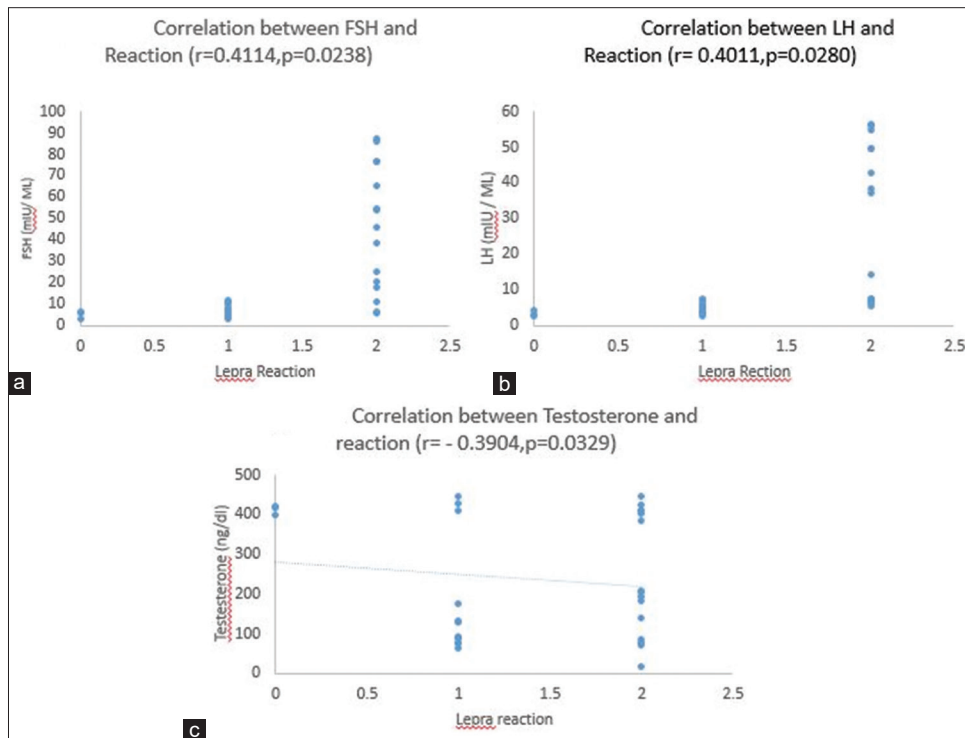 Correlation between FSH and
Reaction (r=0.4114,p=0.0238)
FSH (mIU/ ML)
100
90
80
70
60
50
40
30
20
10
0
0 0.5 1 1.5 2 2.5
Lepra Reaction
a
Correlation between LH and
Reaction (r= 0.4011,p=0.0280)
LH (mIU / ML)
60
50
40
30
20
10
0
0 0.5 1 1.5 2 2.5
Lepra Rection
b
Correlation between Testosterone and
reaction (r= - 0.3904,p=0.0329)
Testesterone (ng/dl)
500
400
300
200
100
0
0 0.5 1 1.5 2 2.5
Lepra reaction
c